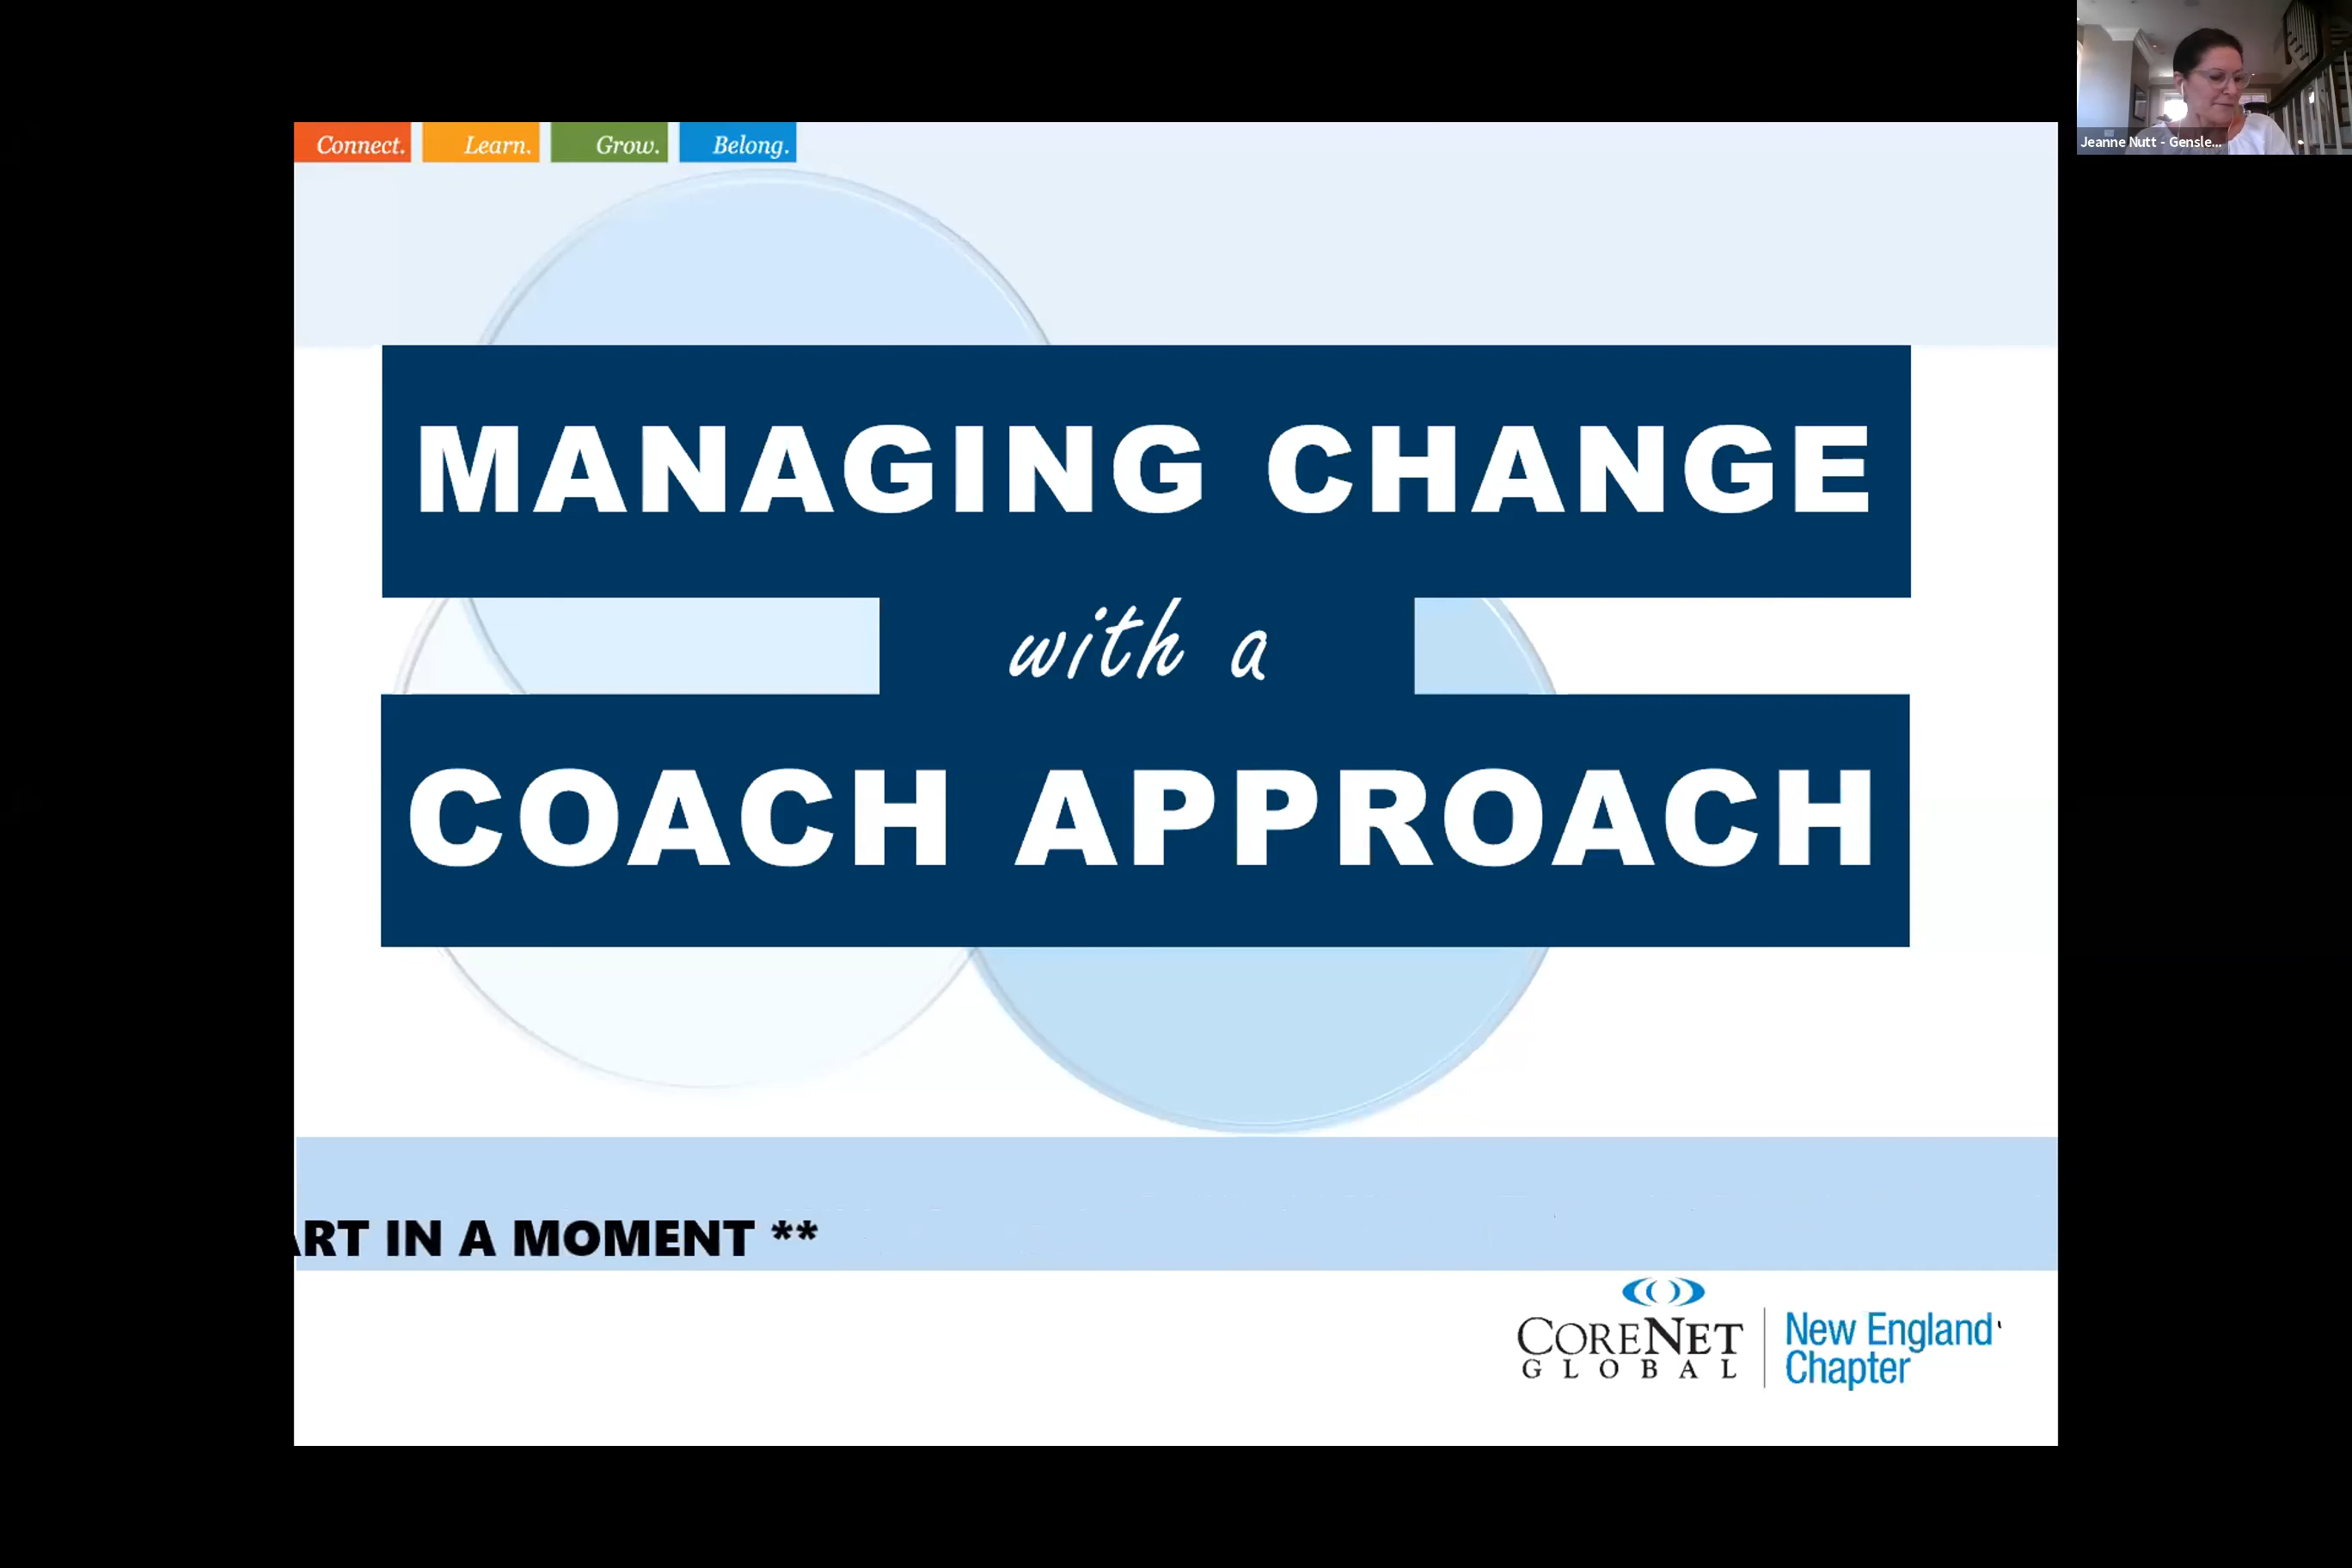 Connect. Learn. Grow. Belong.
Jeanne Nutt - Gensle...
MANAGING CHANGE
with a
COACH APPROACH
ART IN A MOMENT **
CORENET
GLOBAL
New England
Chapter